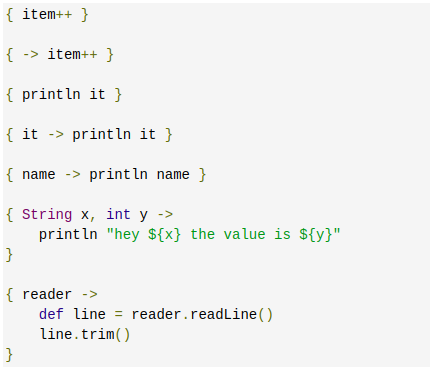 { item++ }
{ -> item++ }
{ println it }
{ it -> println it }
{ name -> println name }
{ String x, int y ->
    println "hey ${x} the value is ${y}"
}
{ reader ->
    def line = reader.readLine()
    line.trim()
}